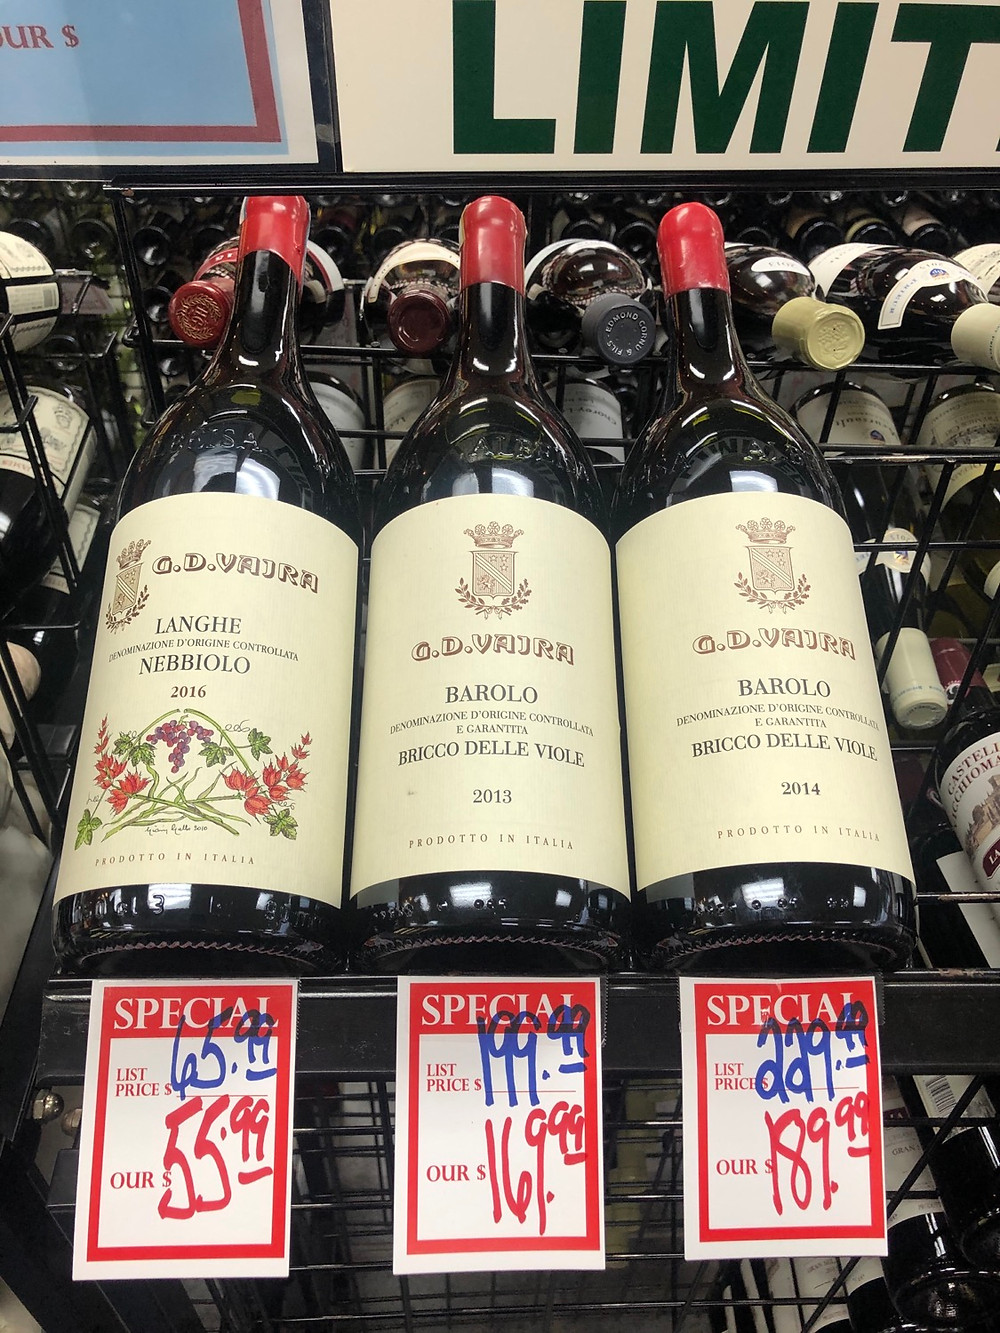 OUR $
LIMIT
EDMOND CORNU & FILS
G.D.VAJRA
LANGHE
DENOMINAZIONE D'ORIGINE CONTROLLATA
NEBBIOLO
2016
PRODOTTO IN ITALIA
G.D.VAJRA
BAROLO
DENOMINAZIONE D'ORIGINE CONTROLLATA
E GARANTITA
BRICCO DELLE VIOLE
2013
PRODOTTO IN ITALIA
G.D.VAJRA
BAROLO
DENOMINAZIONE D'ORIGINE CONTROLLATA
E GARANTITA
BRICCO DELLE VIOLE
2014
PRODOTTO IN ITALIA
SPECIAL
LIST
PRICE $ 65.99
OUR $ 55.99
SPECIAL
LIST
PRICE $ 199.99
OUR $ 169.99
SPECIAL
LIST
PRICE $ 229.99
OUR $ 189.99